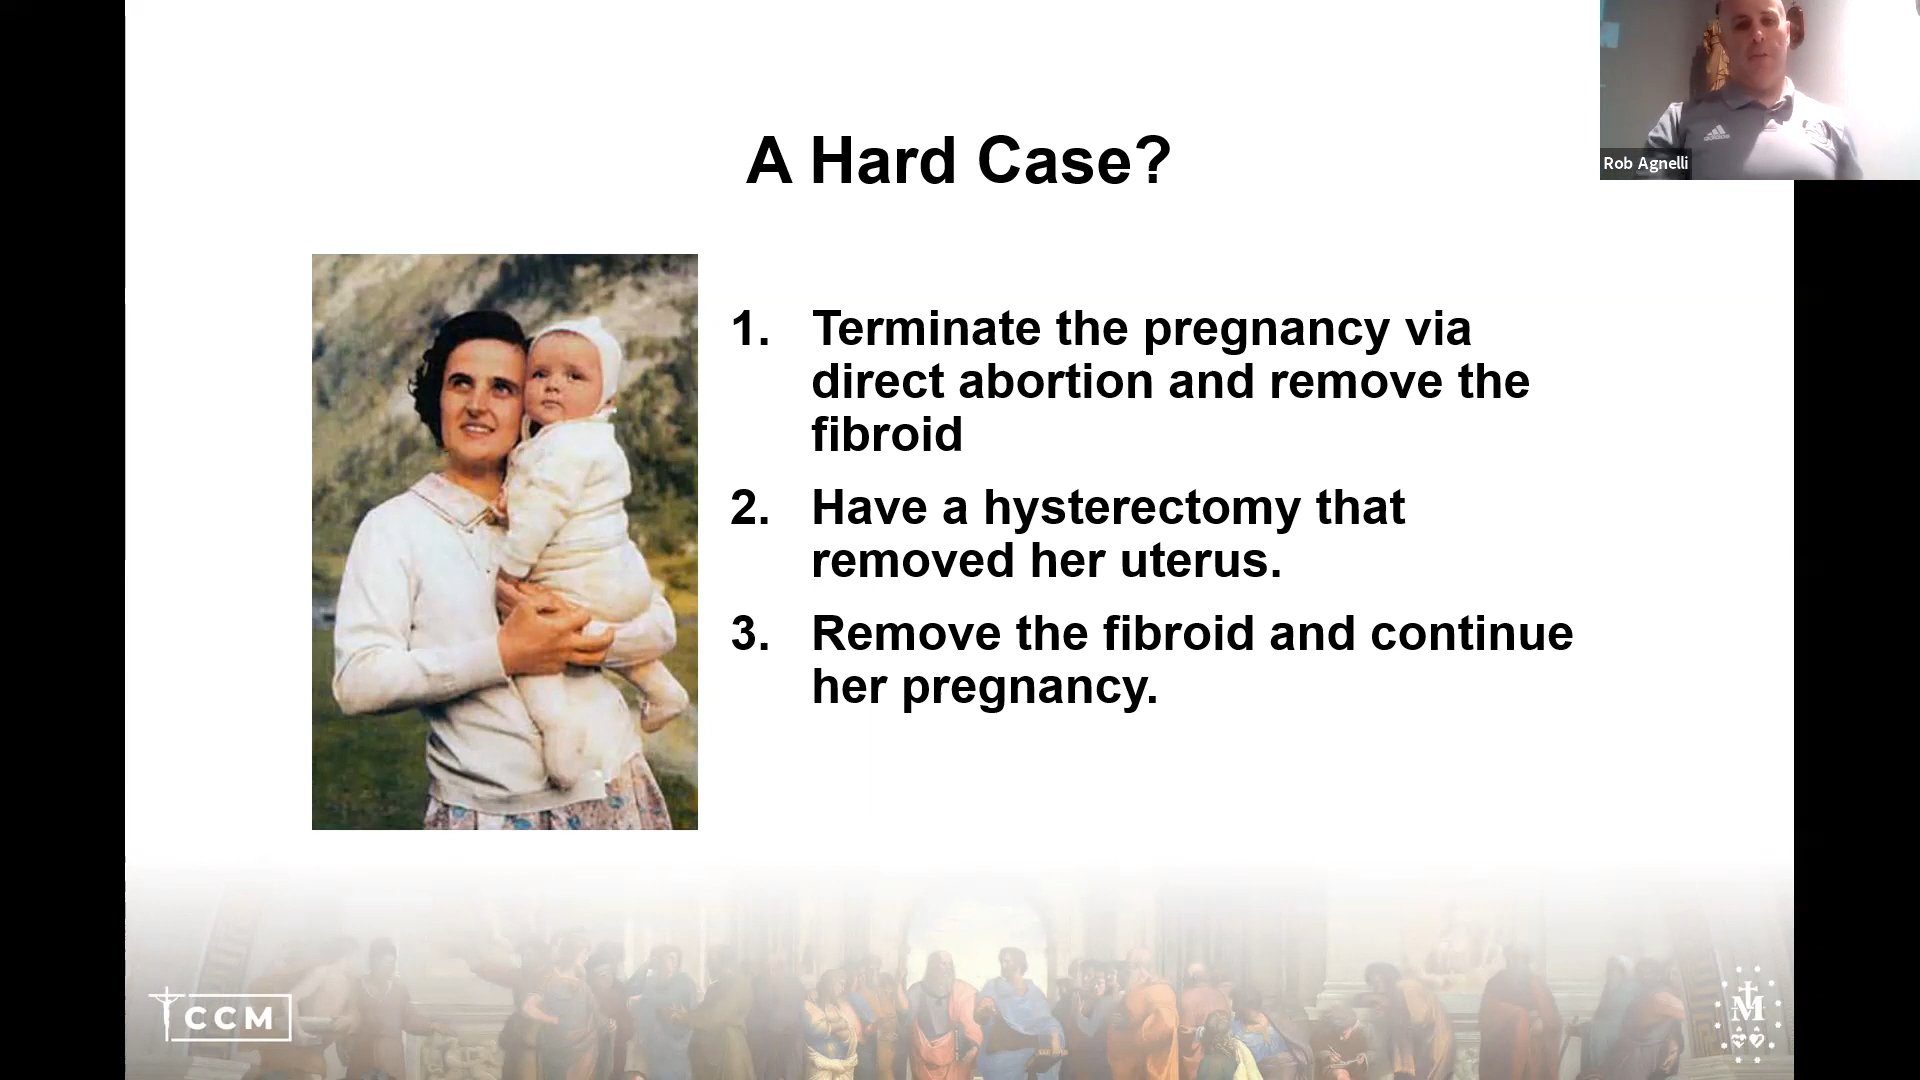 A Hard Case?
Rob Agnelli
1. Terminate the pregnancy via
direct abortion and remove the
fibroid
2. Have a hysterectomy that
removed her uterus.
3. Remove the fibroid and continue
her pregnancy.
CCM
M